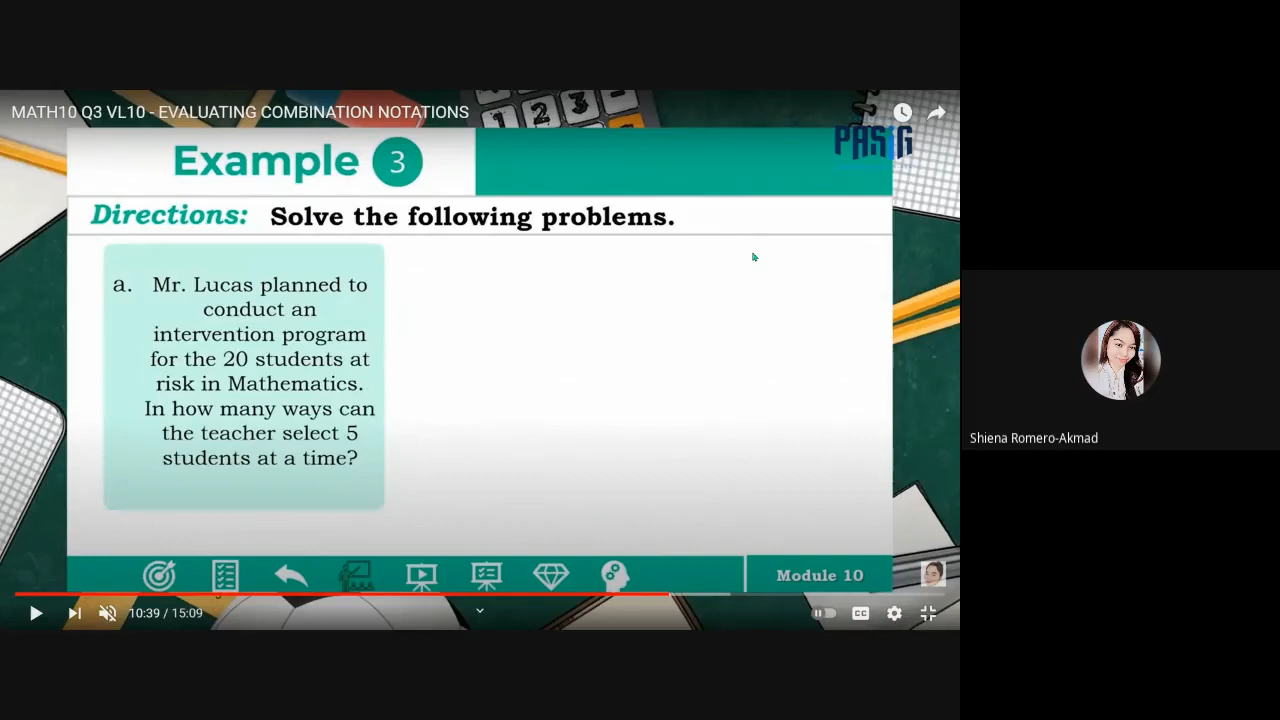 MATH10 Q3 VL10 - EVALUATING COMBINATION NOTATIONS
PASIG
Example 3
Directions: Solve the following problems.
a. Mr. Lucas planned to
conduct an
intervention program
for the 20 students at
risk in Mathematics.
In how many ways can
the teacher select 5
students at a time?
Module 10
10:39 / 15:09
CC
Shiena Romero-Akmad